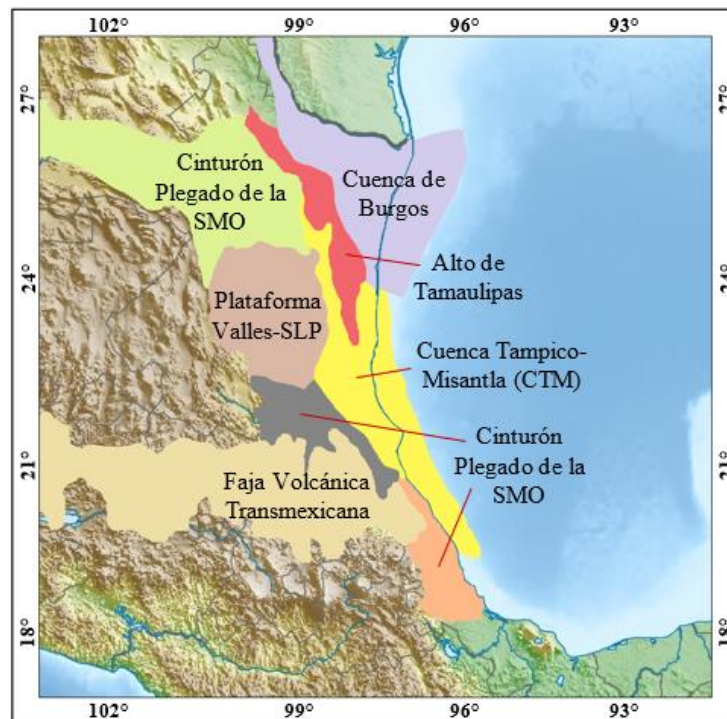 102°
99°
96°
93°
27°
27°
Cinturón
Plegado de la
SMO
Cuenca de
Burgos
24°
Alto de
Tamaulipas
24°
Plataforma
Valles-SLP
Cuenca Tampico-
Misantla (CTM)
21°
Cinturón
Plegado de la
SMO
21°
Faja Volcánica
Transmexicana
18°
18°
102°
99°
96°
93°